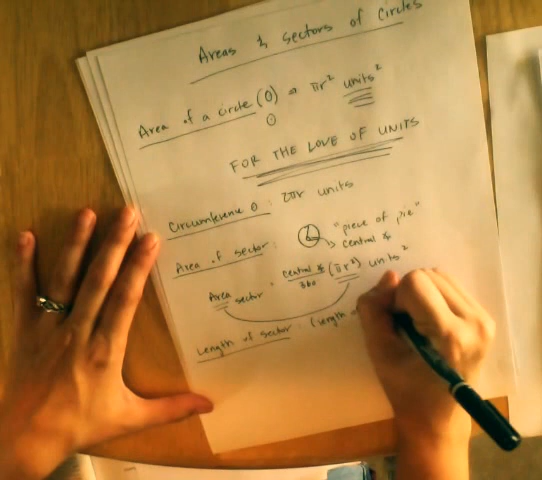 Areas & sectors of circles
Area of a circle (O) = πr² units²
FOR THE LOVE OF UNITS
Circumference O : 2πr units
Area of sector : "piece of pie"
central ∡
Area sector = central ∡/360 (πr²) units²
Length of sector : (length